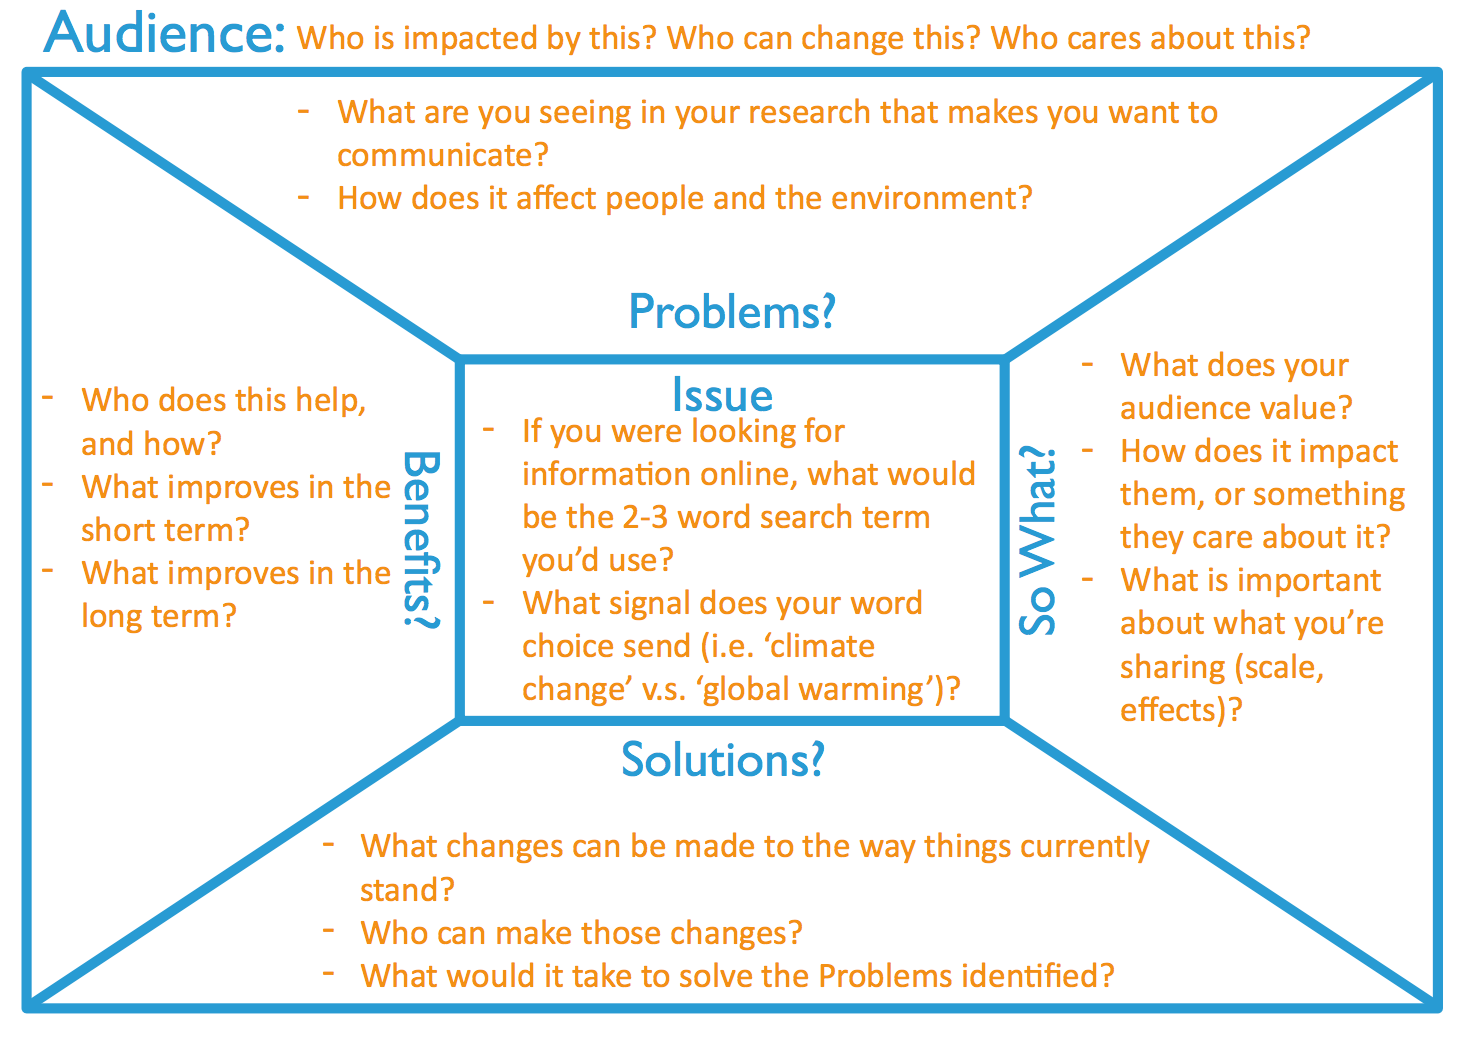 Audience: Who is impacted by this? Who can change this? Who cares about this?
- What are you seeing in your research that makes you want to
communicate?
- How does it affect people and the environment?
Problems?
- Who does this help,
and how?
- What improves in the
short term?
- What improves in the
long term?
Benefits?
Issue
- If you were looking for
information online, what would
be the 2-3 word search term
you’d use?
- What signal does your word
choice send (i.e. ‘climate
change’ v.s. ‘global warming’)?
So What?
- What does your
audience value?
- How does it impact
them, or something
they care about it?
- What is important
about what you’re
sharing (scale,
effects)?
Solutions?
- What changes can be made to the way things currently
stand?
- Who can make those changes?
- What would it take to solve the Problems identified?